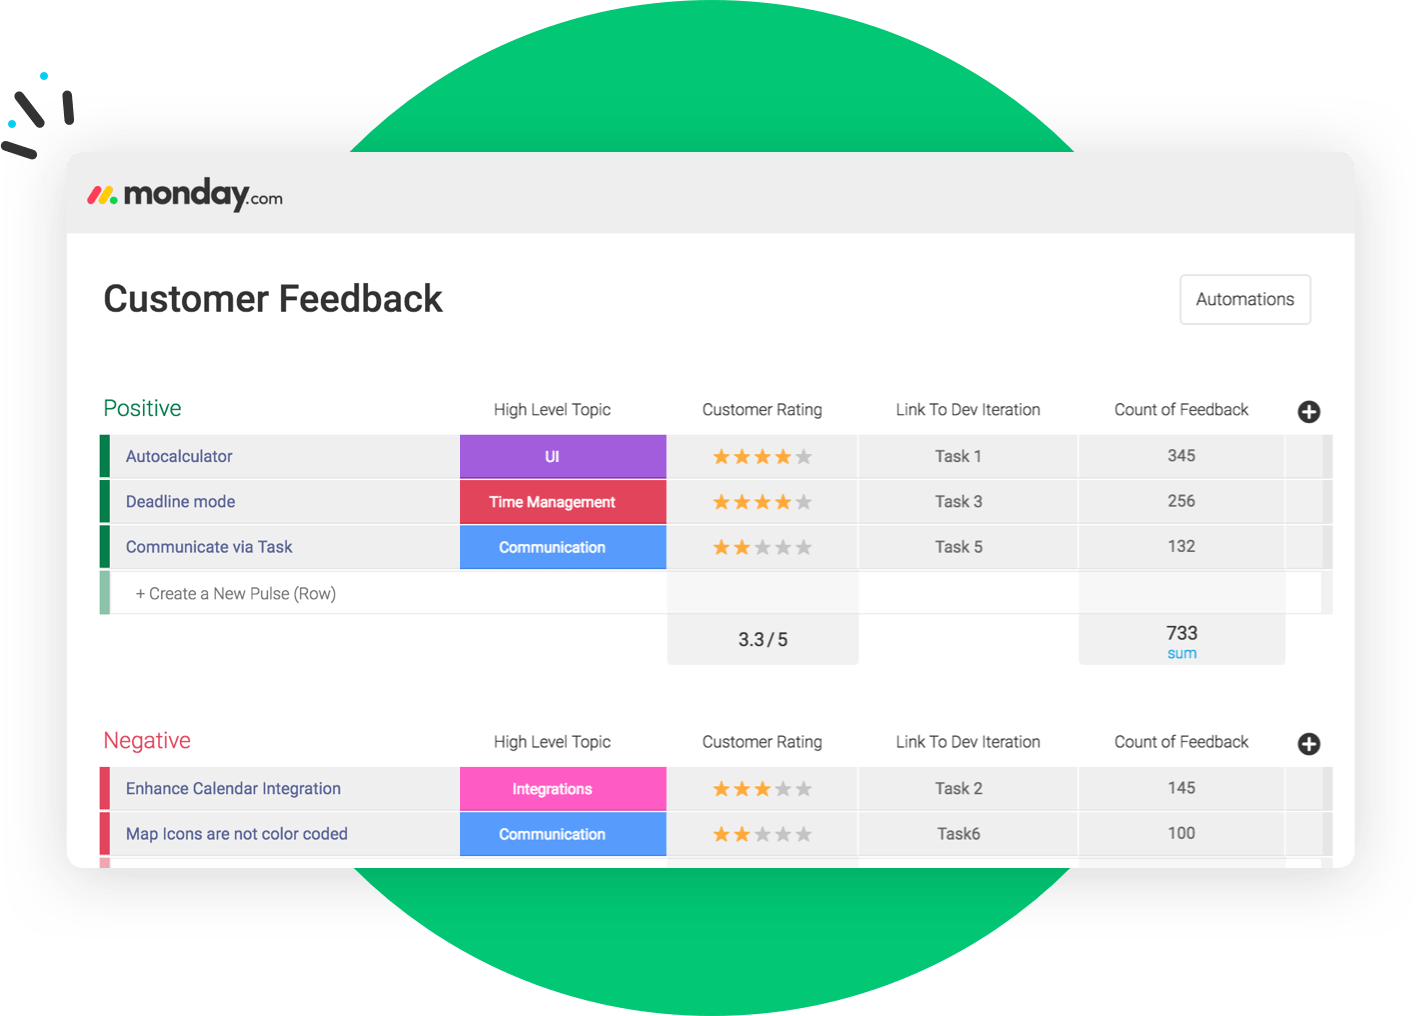 monday.com
Customer Feedback
Automations
Positive High Level Topic Customer Rating Link To Dev Iteration Count of Feedback
Autocalculator UI Task 1 345
Deadline mode Time Management Task 3 256
Communicate via Task Communication Task 5 132
+ Create a New Pulse (Row)
3.3 / 5 733
sum
Negative High Level Topic Customer Rating Link To Dev Iteration Count of Feedback
Enhance Calendar Integration Integrations Task 2 145
Map Icons are not color coded Communication Task6 100